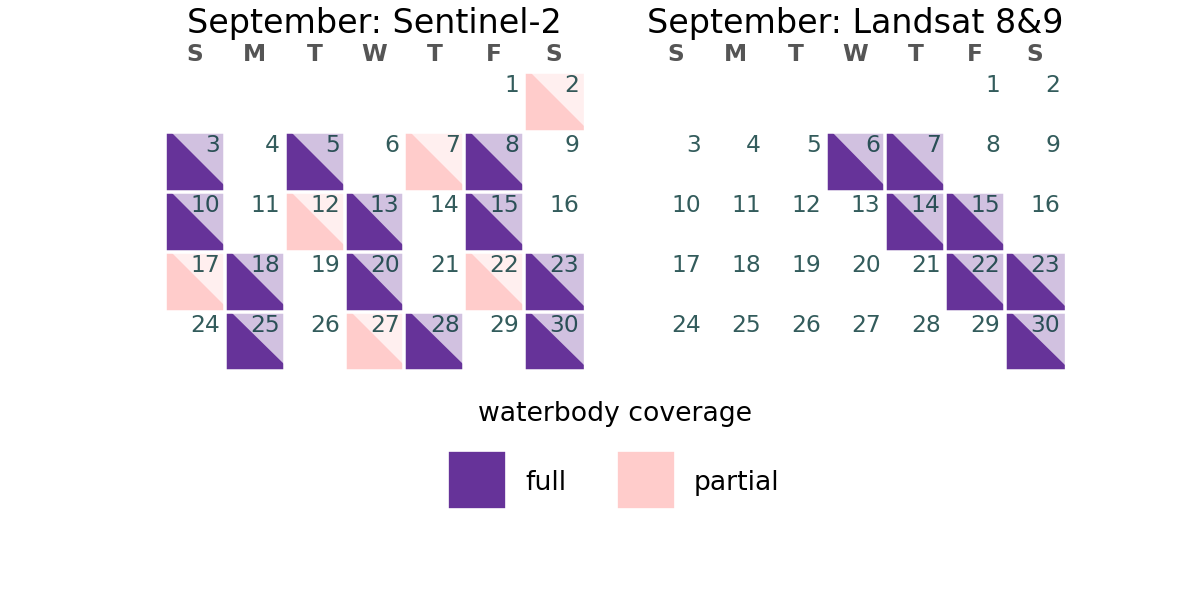 September: Sentinel-2
S M T W T F S
1 2
3 4 5 6 7 8 9
10 11 12 13 14 15 16
17 18 19 20 21 22 23
24 25 26 27 28 29 30
September: Landsat 8&9
S M T W T F S
1 2
3 4 5 6 7 8 9
10 11 12 13 14 15 16
17 18 19 20 21 22 23
24 25 26 27 28 29 30
waterbody coverage
full partial